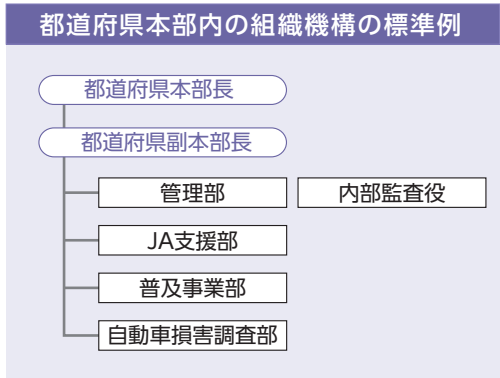 都道府県本部内の組織機構の標準例
都道府県本部長
都道府県副本部長
管理部 内部監査役
JA支援部
普及事業部
自動車損害調査部